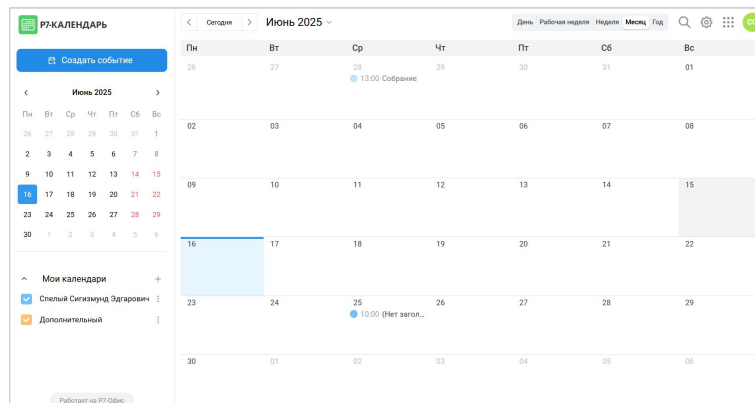 Р7-КАЛЕНДАРЬ
Сегодня
Июнь 2025
День Рабочая неделя Неделя Месяц Год
Создать событие
Июнь 2025
Пн Вт Ср Чт Пт Сб Вс
26 27 28 29 30 31 1
2 3 4 5 6 7 8
9 10 11 12 13 14 15
16 17 18 19 20 21 22
23 24 25 26 27 28 29
30 1 2 3 4 5 6
Мои календари
Спелый Сигизмунд Эдгарович
Дополнительный
Работает на Р7-Офис
Пн Вт Ср Чт Пт Сб Вс
26 27 28 29 30 31 01
13:00 Собрание
02 03 04 05 06 07 08
09 10 11 12 13 14 15
16 17 18 19 20 21 22
23 24 25 26 27 28 29
10:00 (Нет загол...
30 01 02 03 04 05 06